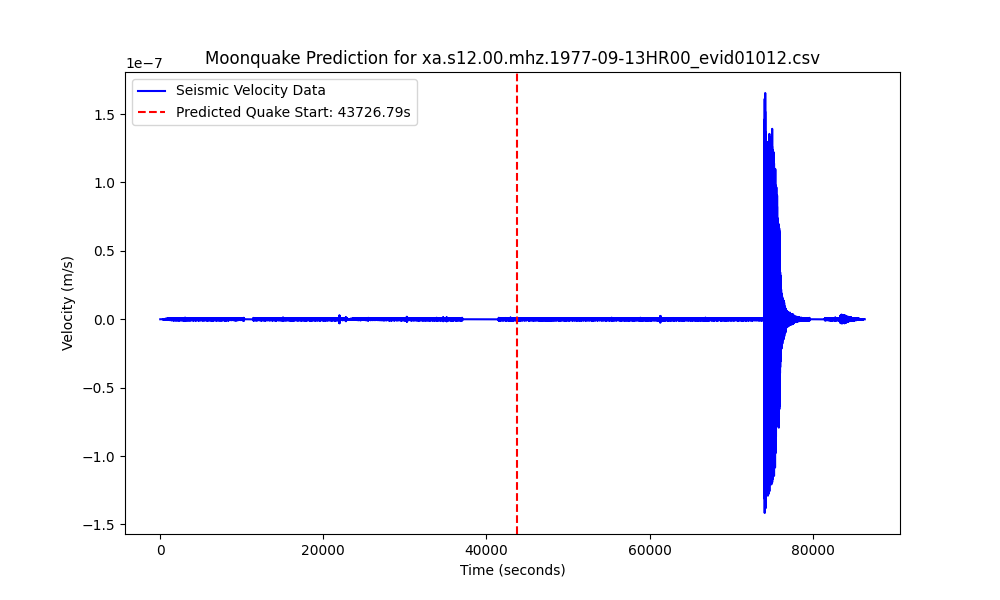 Moonquake Prediction for xa.s12.00.mhz.1977-09-13HR00_evid01012.csv
1e−7
Seismic Velocity Data
Predicted Quake Start: 43726.79s
1.5
1.0
0.5
0.0
−0.5
−1.0
−1.5
Velocity (m/s)
0 20000 40000 60000 80000
Time (seconds)